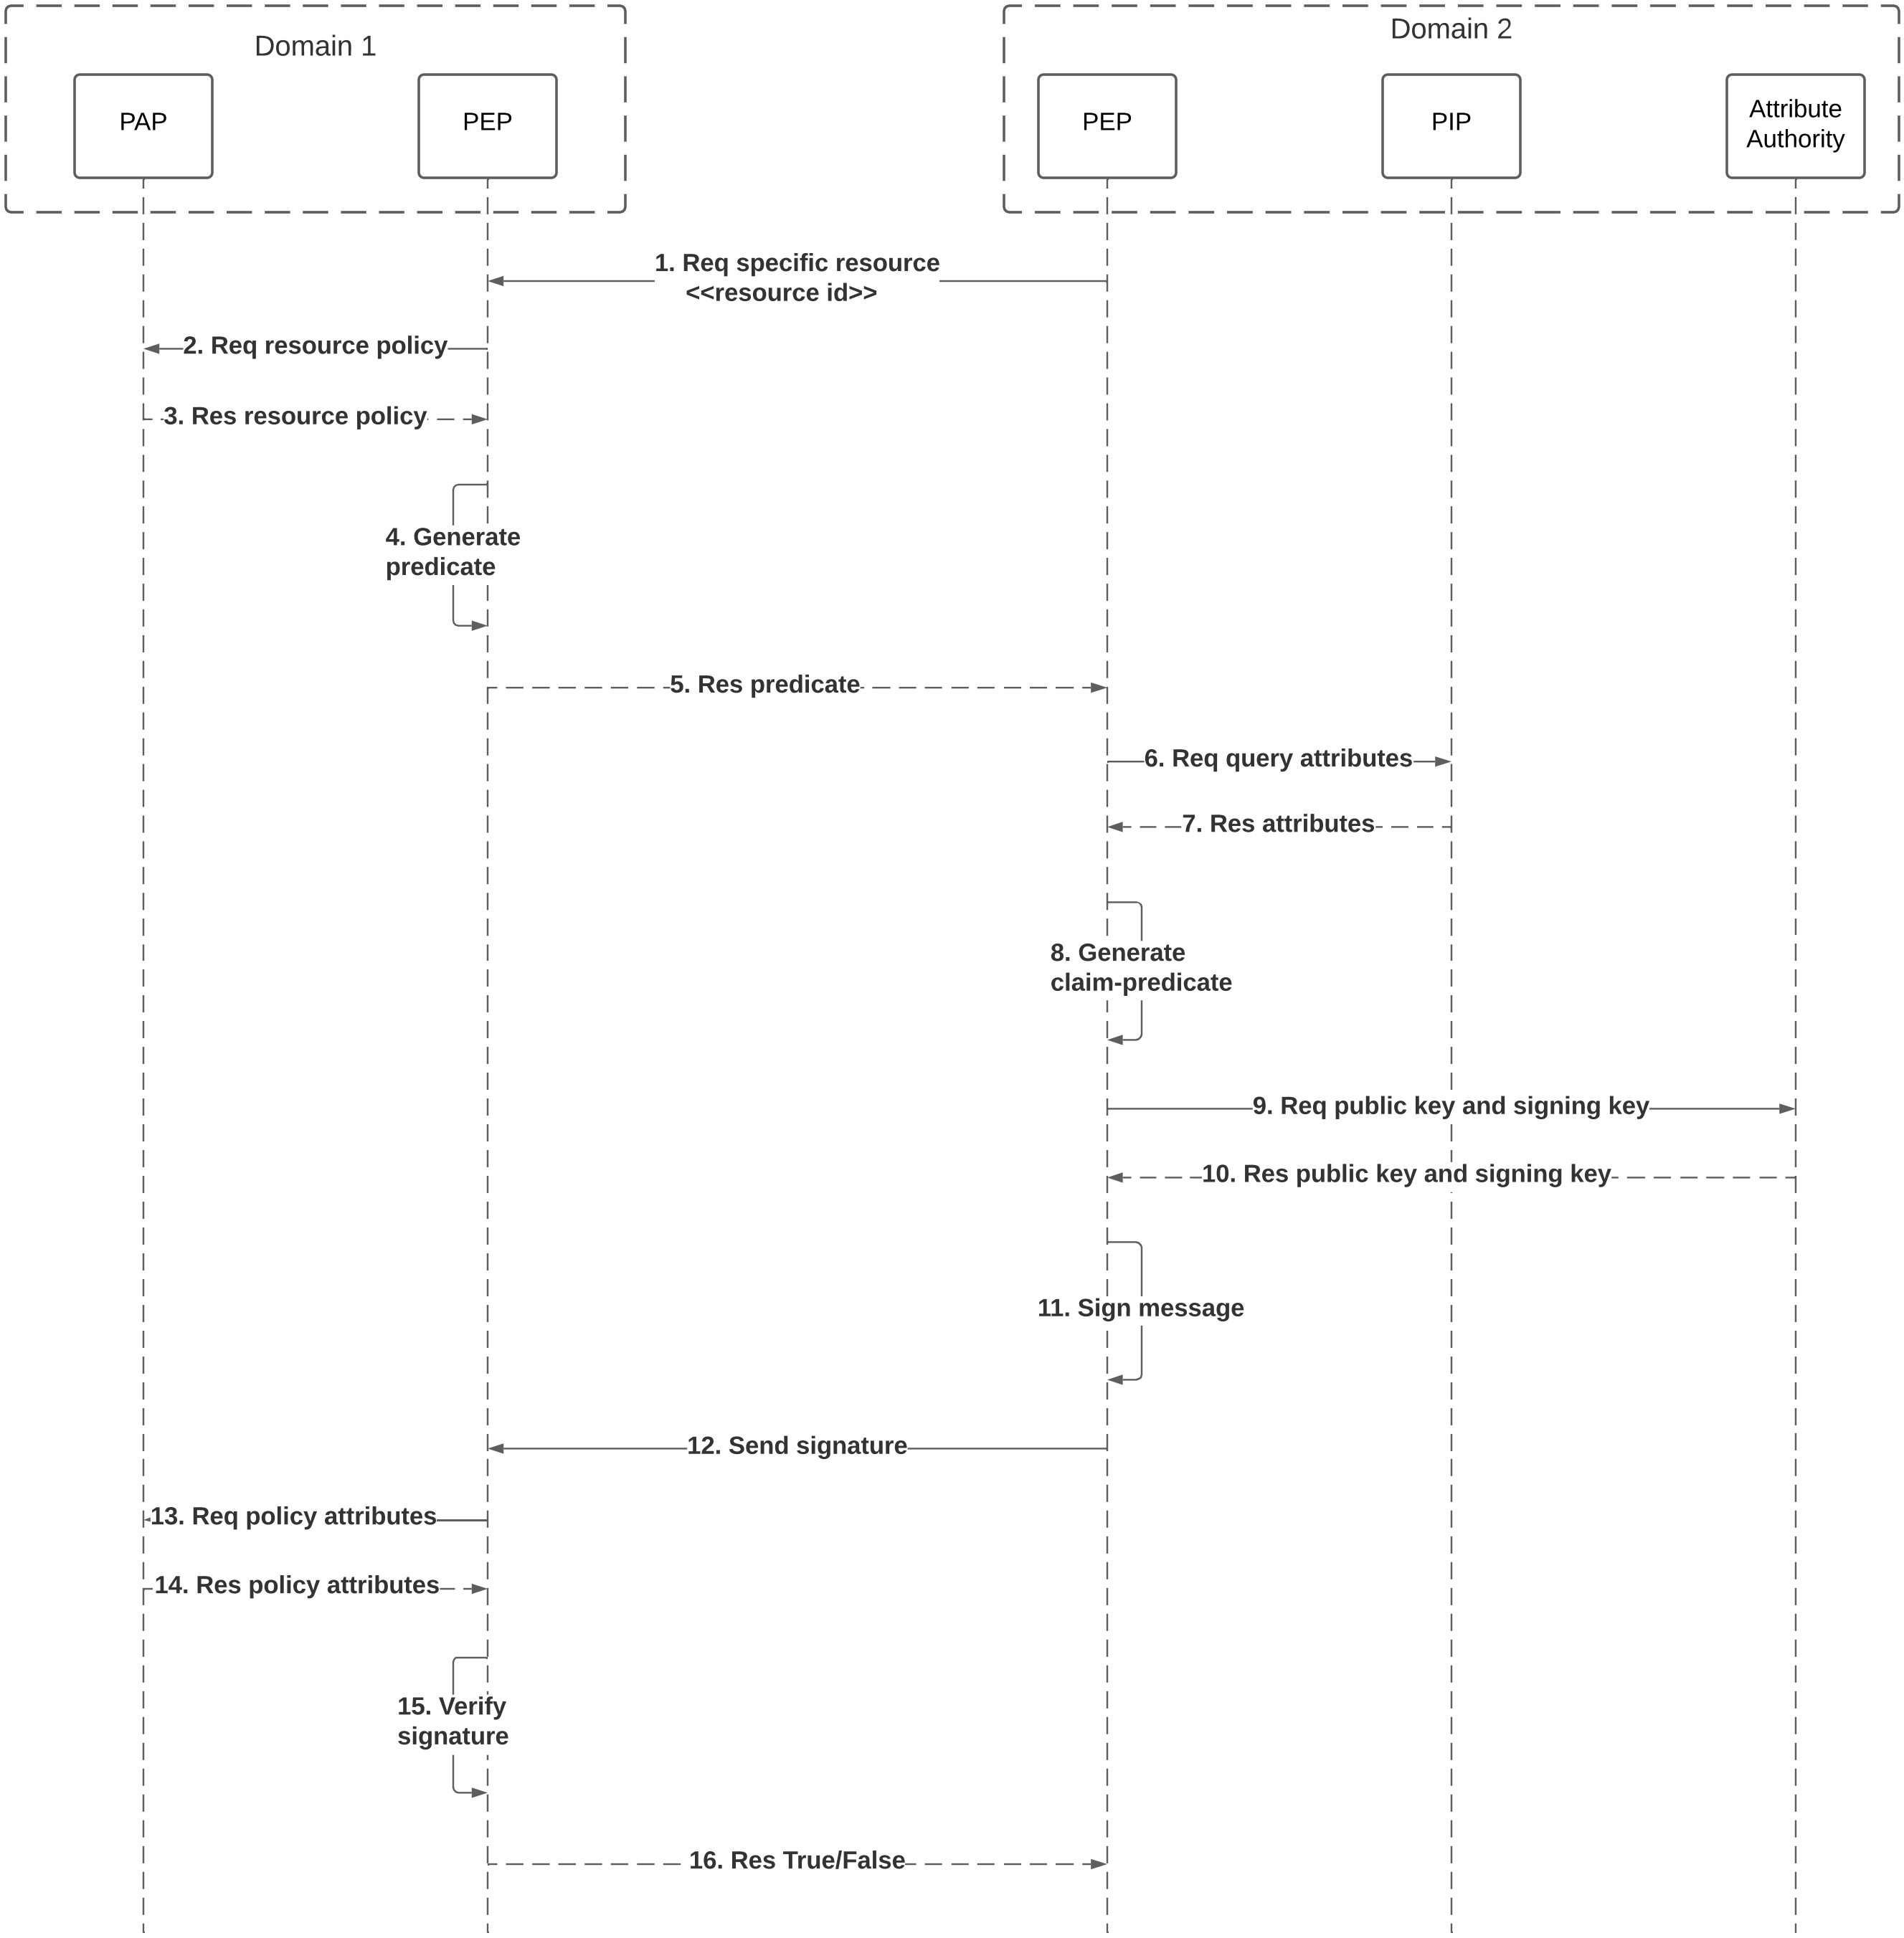 Domain 1
Domain 2
PAP
PEP
PEP
PIP
Attribute
Authority
1. Req specific resource
<<resource id>>
2. Req resource policy
3. Res resource policy
4. Generate
predicate
5. Res predicate
6. Req query attributes
7. Res attributes
8. Generate
claim-predicate
9. Req public key and signing key
10. Res public key and signing key
11. Sign message
12. Send signature
13. Req policy attributes
14. Res policy attributes
15. Verify
signature
16. Res True/False